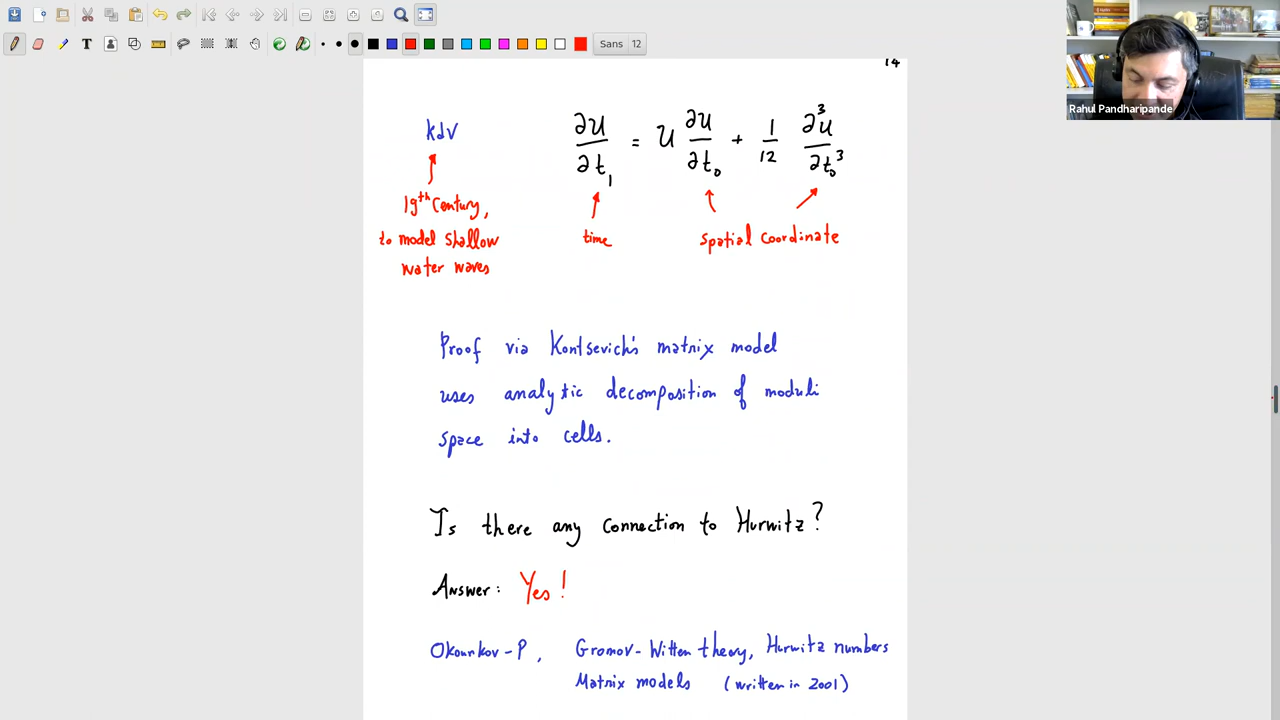 Sans 12
Rahul Pandharipande
14
KdV
∂U/∂t₁ = U ∂U/∂t₀ + 1/12 ∂³U/∂t₀³
19th Century,
to model shallow
water waves
time
spatial coordinate
Proof via Kontsevich's matrix model
uses analytic decomposition of moduli
space into cells.
Is there any connection to Hurwitz?
Answer: Yes!
Okounkov-P, Gromov-Witten theory, Hurwitz numbers
Matrix models (written in 2001)